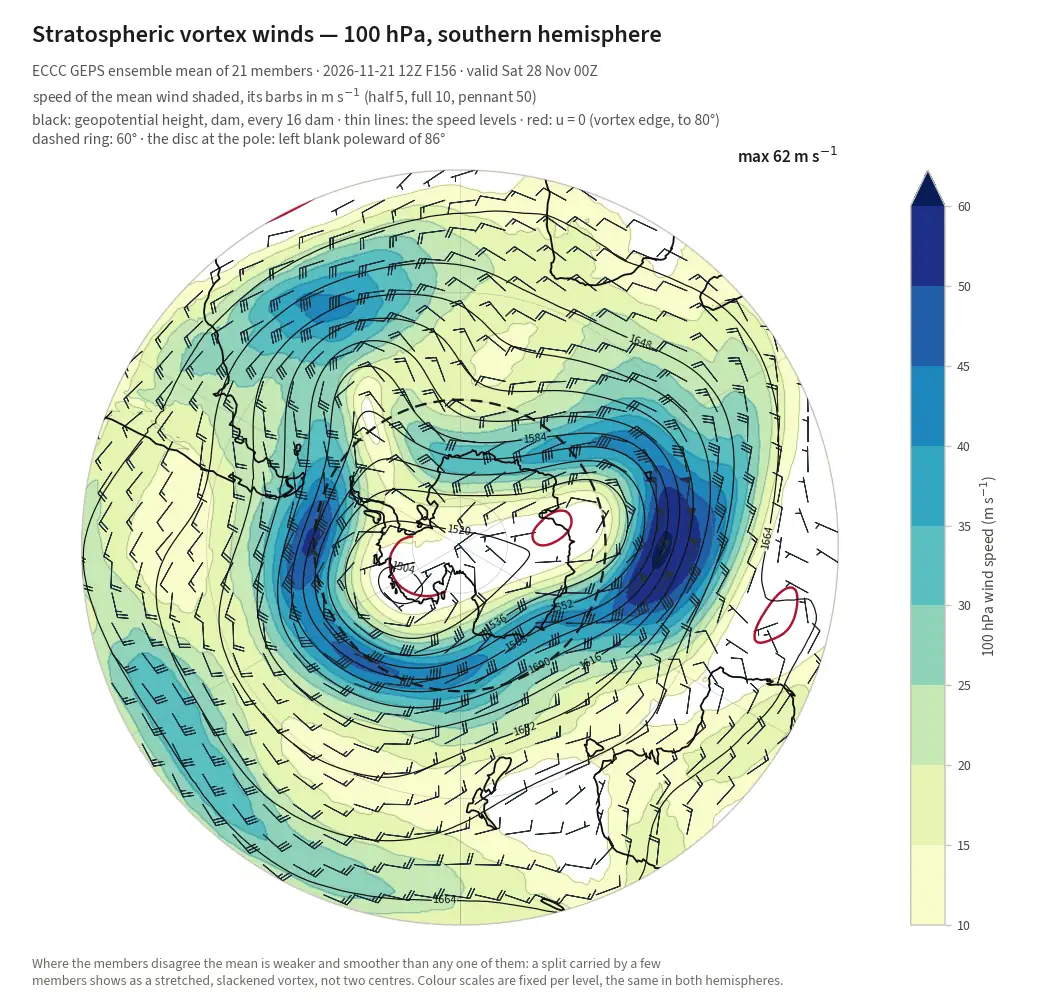 Stratospheric vortex winds — 100 hPa, southern hemisphere
ECCC GEPS ensemble mean of 21 members · 2026-11-21 12Z F156 · valid Sat 28 Nov 00Z
speed of the mean wind shaded, its barbs in m s⁻¹ (half 5, full 10, pennant 50)
black: geopotential height, dam, every 16 dam · thin lines: the speed levels · red: u = 0 (vortex edge, to 80°)
dashed ring: 60° · the disc at the pole: left blank poleward of 86°
max 62 m s⁻¹
60
50
45
40
35
30
25
20
15
10
100 hPa wind speed (m s⁻¹)
1648
1584
1520
1664
1504
1536
1616
1664
Where the members disagree the mean is weaker and smoother than any one of them: a split carried by a few
members shows as a stretched, slackened vortex, not two centres. Colour scales are fixed per level, the same in both hemispheres.